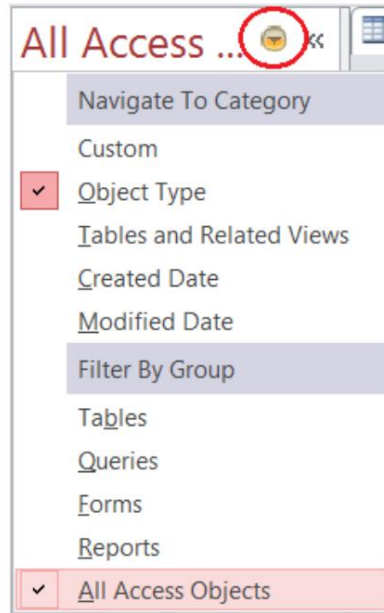 All Access ...
Navigate To Category
Custom
Object Type
Tables and Related Views
Created Date
Modified Date
Filter By Group
Tables
Queries
Forms
Reports
All Access Objects